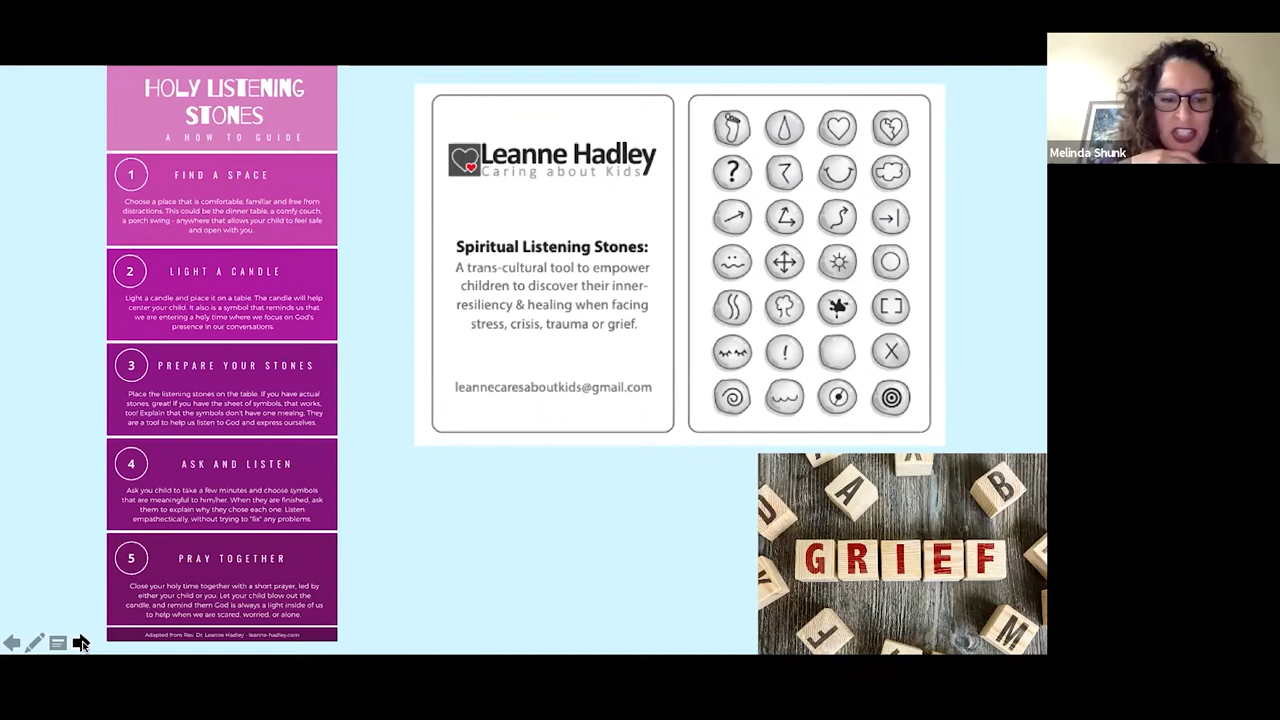 HOLY LISTENING
STONES
A HOW TO GUIDE
1 FIND A SPACE
Choose a place that is comfortable, familiar and free from
distractions. This could be the dinner table, a comfy couch,
a porch swing - anywhere that allows your child to feel safe
and open with you.
2 LIGHT A CANDLE
Light a candle and place it on a table. The candle will help
center your child. It also is a symbol that reminds us that
we are entering a holy time where we focus on God's
presence in our conversations.
3 PREPARE YOUR STONES
Place the listening stones on the table. If you have actual
stones, great! If you have the sheet of symbols, that works,
too! Explain that the symbols don't have one meaing. They
are a tool to help us listen to God and express ourselves.
4 ASK AND LISTEN
Ask you child to take a few minutes and choose symbols
that are meaningful to him/her. When they are finished, ask
them to explain why they chose each one. Listen
empathectically, without trying to "fix" any problems.
5 PRAY TOGETHER
Close your holy time together with a short prayer, led by
either your child or you. Let your child blow out the
candle, and remind them God is always a light inside of us
to help when we are scared, worried, or alone.
Adapted from Rev. Dr. Leanne Hadley - leanne-hadley.com
Leanne Hadley
Caring about Kids
Spiritual Listening Stones:
A trans-cultural tool to empower
children to discover their inner-
resiliency & healing when facing
stress, crisis, trauma or grief.
leannecaresaboutkids@gmail.com
?
!
X
A
B
GRIEF
M
F
Melinda Shunk